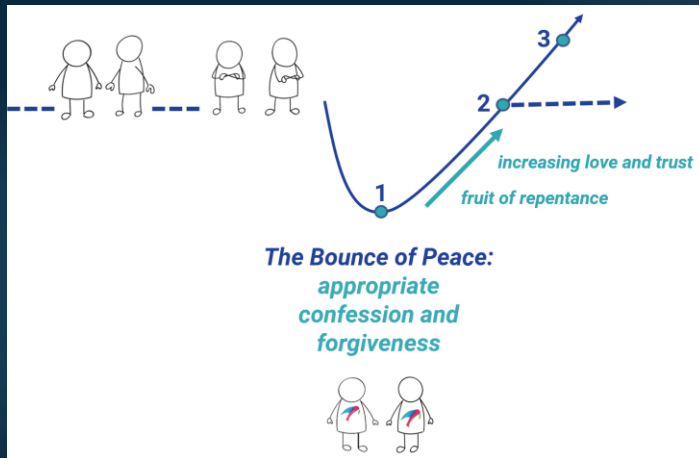 3
2
increasing love and trust
fruit of repentance
1
The Bounce of Peace:
appropriate
confession and
forgiveness